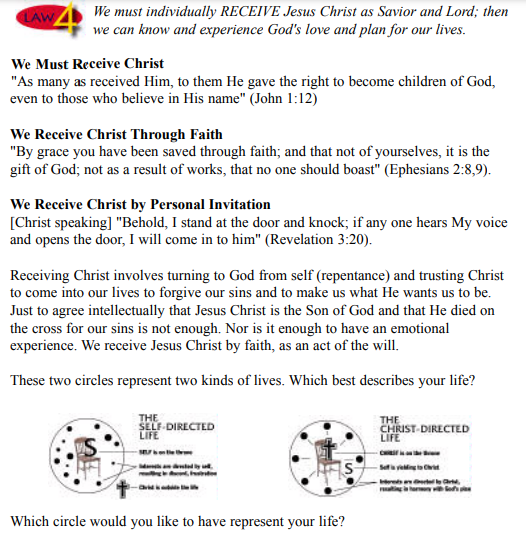 LAW 4
We must individually RECEIVE Jesus Christ as Savior and Lord; then
we can know and experience God's love and plan for our lives.
We Must Receive Christ
"As many as received Him, to them He gave the right to become children of God,
even to those who believe in His name" (John 1:12)
We Receive Christ Through Faith
"By grace you have been saved through faith; and that not of yourselves, it is the
gift of God; not as a result of works, that no one should boast" (Ephesians 2:8,9).
We Receive Christ by Personal Invitation
[Christ speaking] "Behold, I stand at the door and knock; if any one hears My voice
and opens the door, I will come in to him" (Revelation 3:20).
Receiving Christ involves turning to God from self (repentance) and trusting Christ
to come into our lives to forgive our sins and to make us what He wants us to be.
Just to agree intellectually that Jesus Christ is the Son of God and that He died on
the cross for our sins is not enough. Nor is it enough to have an emotional
experience. We receive Jesus Christ by faith, as an act of the will.
These two circles represent two kinds of lives. Which best describes your life?
THE
SELF-DIRECTED
LIFE
S
SELF is on the throne
Interests are directed by self,
resulting in discord, frustration
Christ is outside the life
THE
CHRIST-DIRECTED
LIFE
S
CHRIST is on the throne
Self is yielding to Christ
Interests are directed by Christ,
resulting in harmony with God's plan
Which circle would you like to have represent your life?